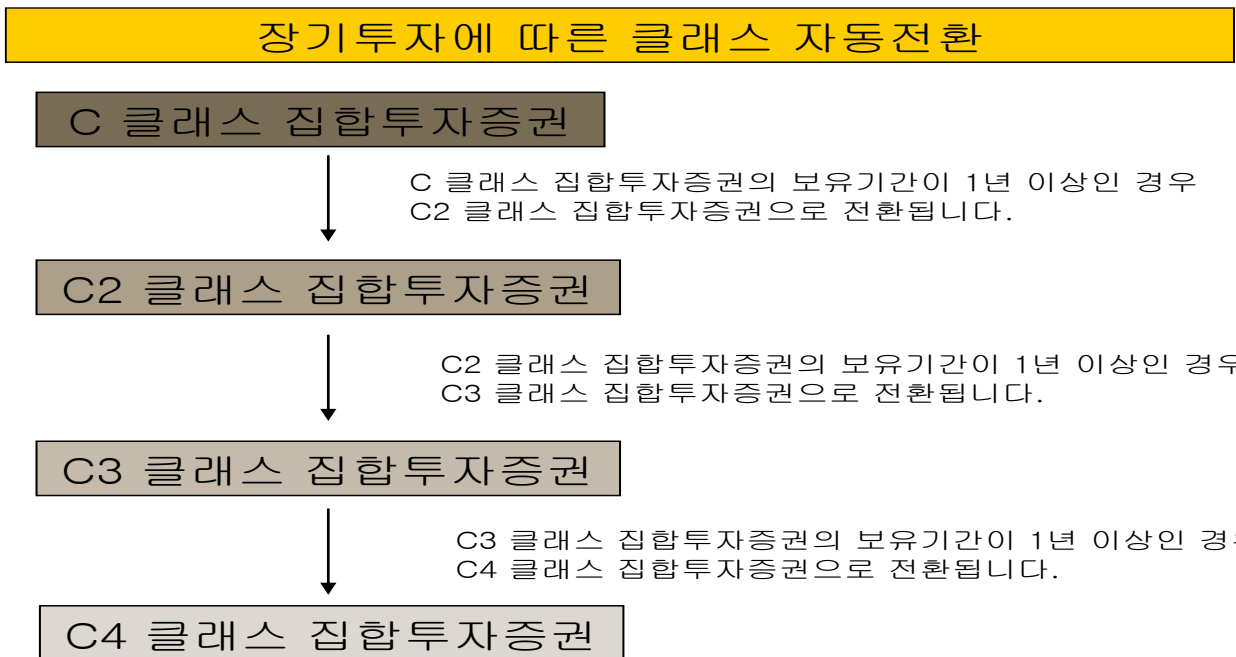 장기투자에 따른 클래스 자동전환
C 클래스 집합투자증권
C 클래스 집합투자증권의 보유기간이 1년 이상인 경우
C2 클래스 집합투자증권으로 전환됩니다.
C2 클래스 집합투자증권
C2 클래스 집합투자증권의 보유기간이 1년 이상인 경우
C3 클래스 집합투자증권으로 전환됩니다.
C3 클래스 집합투자증권
C3 클래스 집합투자증권의 보유기간이 1년 이상인 경우
C4 클래스 집합투자증권으로 전환됩니다.
C4 클래스 집합투자증권